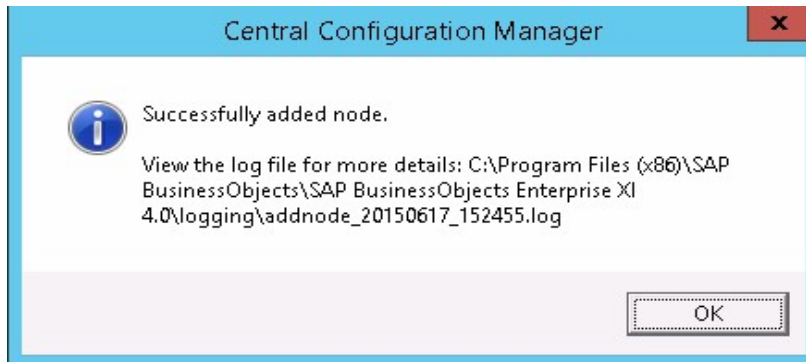 Central Configuration Manager
x
Successfully added node.
View the log file for more details: C:\Program Files (x86)\SAP
BusinessObjects\SAP BusinessObjects Enterprise XI
4.0\logging\addnode_20150617_152455.log
OK